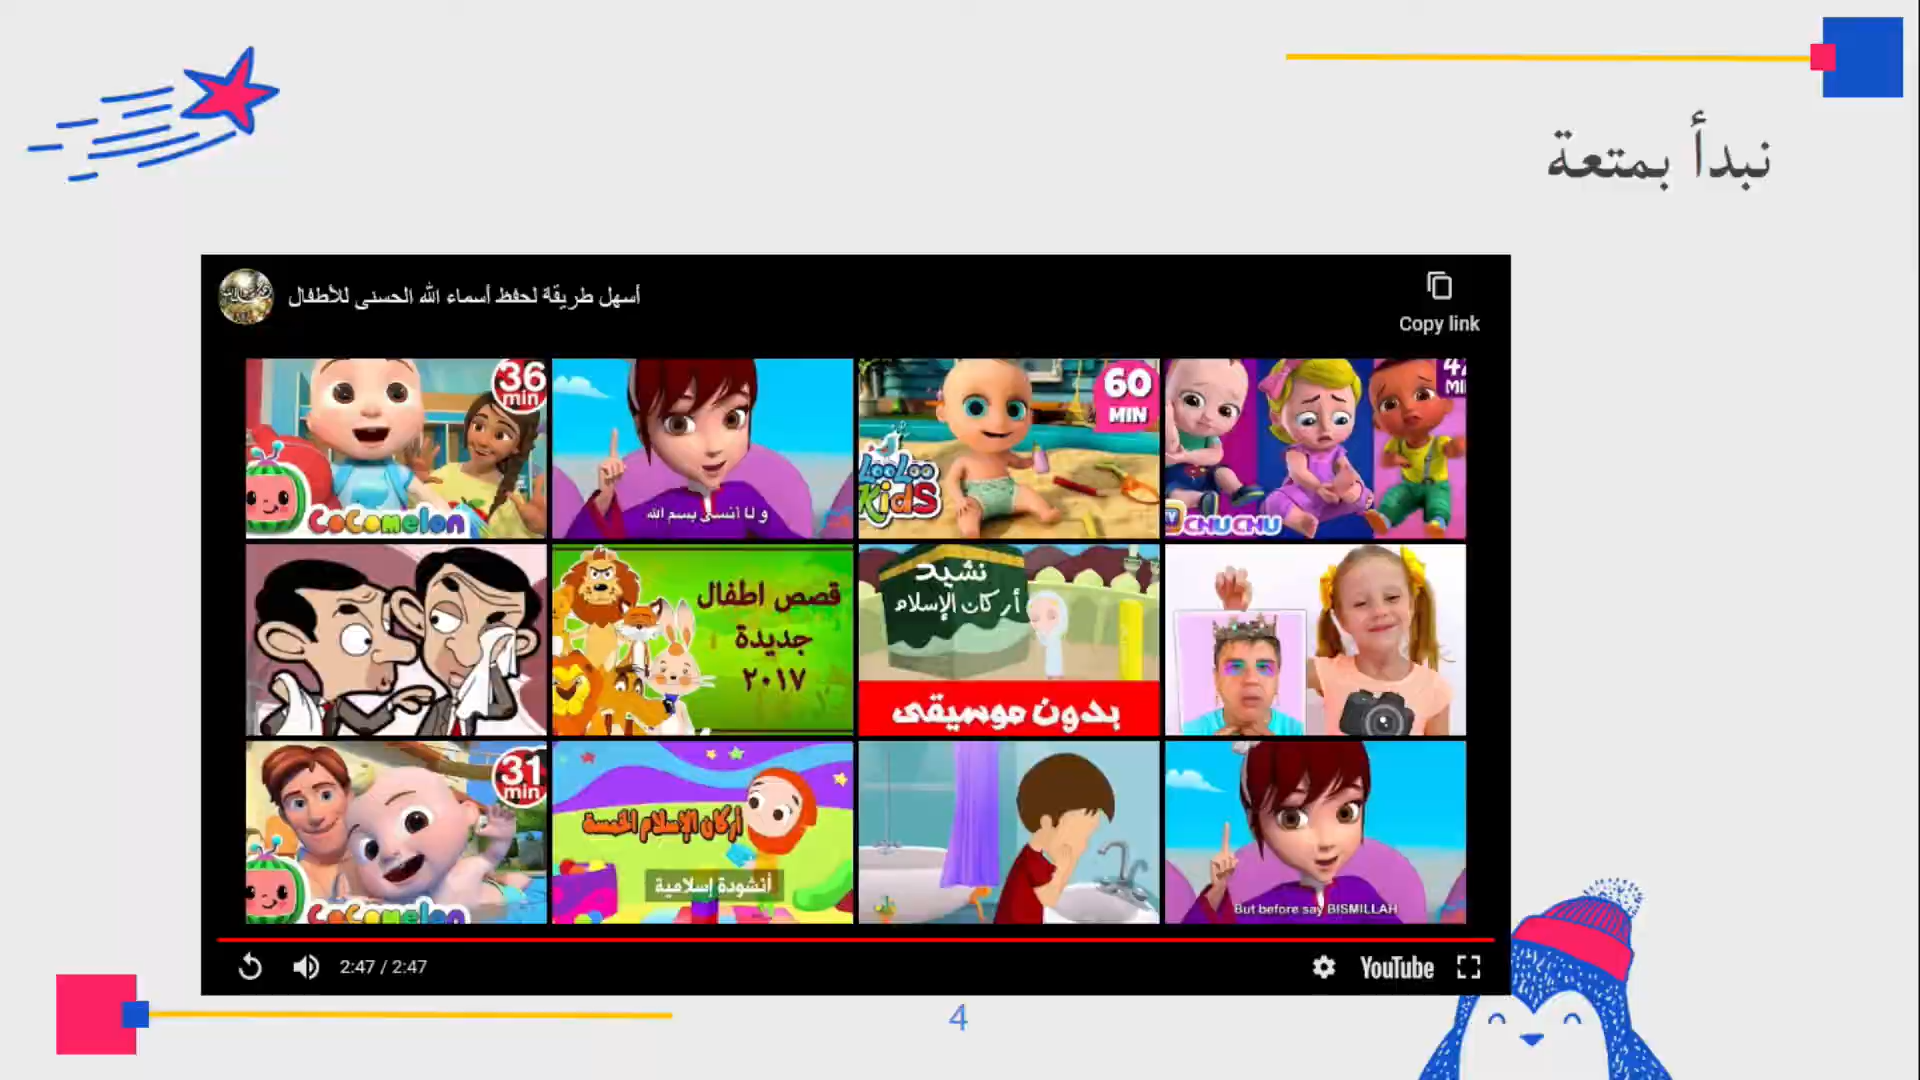 نبدأ بمتعة
أسهل طريقة لحفظ أسماء الله الحسنى للأطفال
Copy link
36
min
CoComelon
و لا أنسى بسم الله
60
MIN
LooLoo
Kids
CHU CHU
قصص اطفال
جديدة
٢٠١٧
نشيد
أركان الإسلام
بدون موسيقى
31
min
CoComelon
أركان الإسلام الخمسة
أنشودة إسلامية
But before say BISMILLAH
2:47 / 2:47
YouTube
4